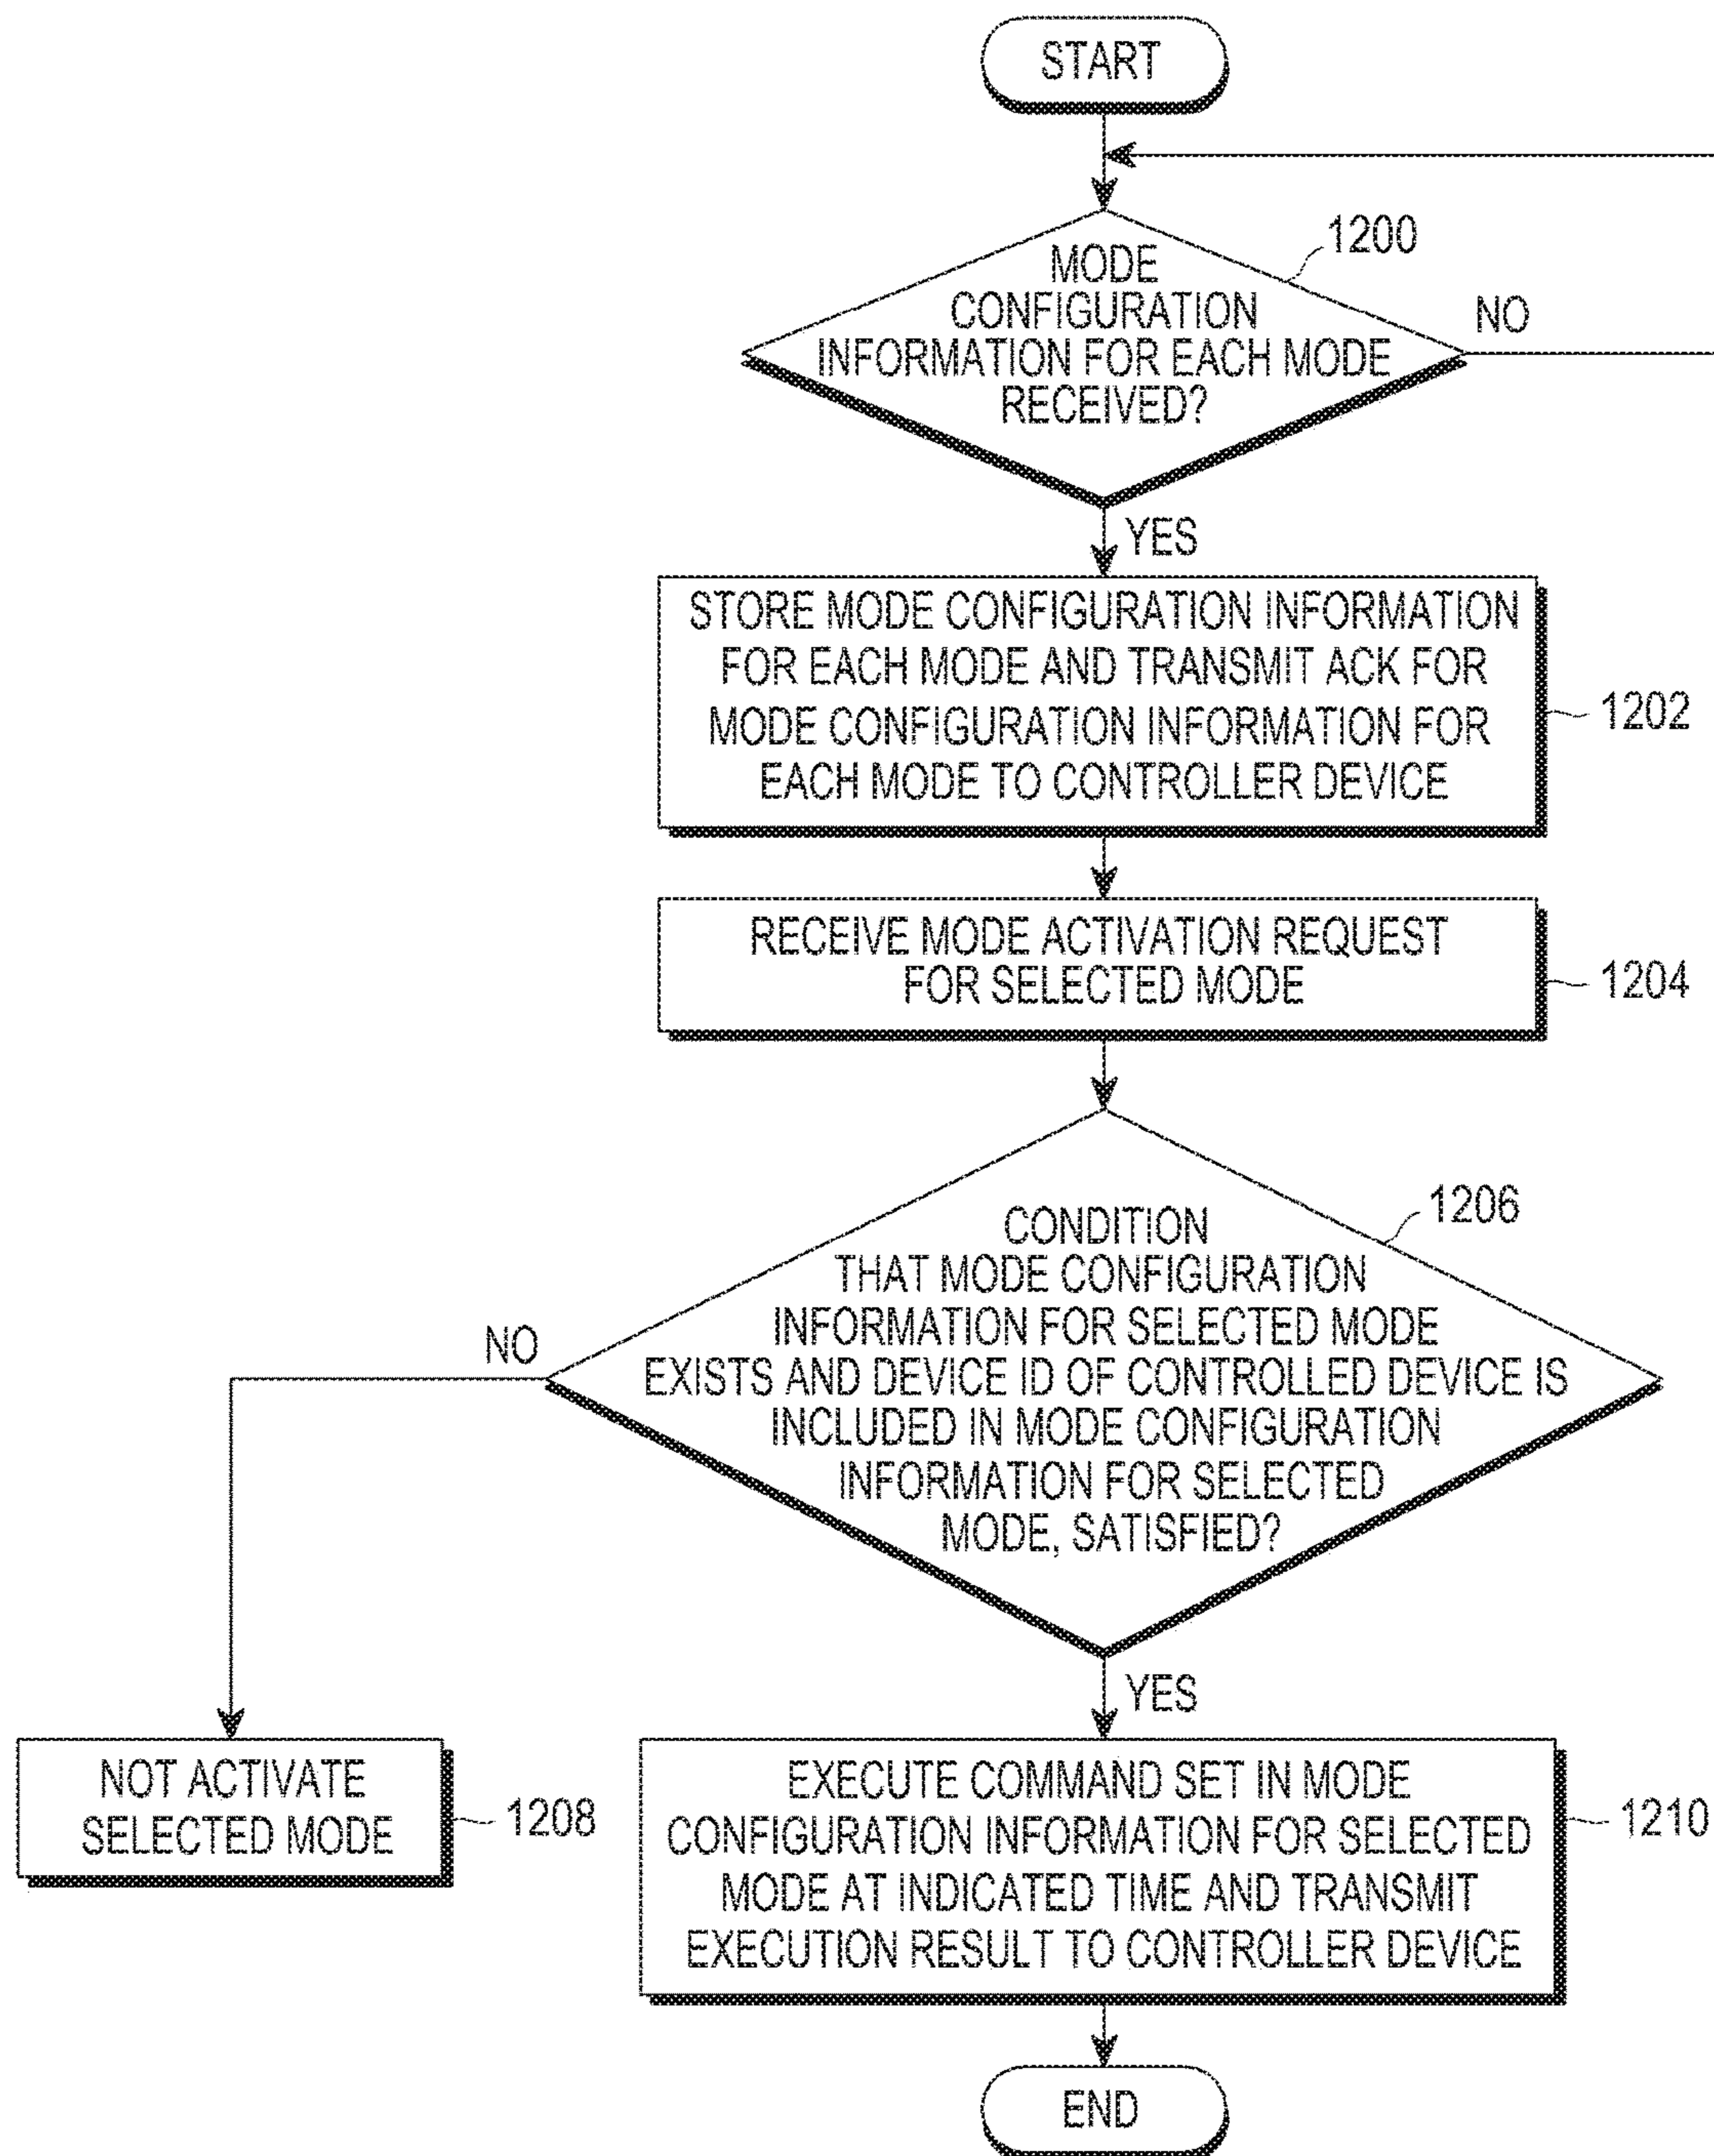 START
1200
MODE
CONFIGURATION
INFORMATION FOR EACH MODE
RECEIVED?
NO
YES
STORE MODE CONFIGURATION INFORMATION
FOR EACH MODE AND TRANSMIT ACK FOR
MODE CONFIGURATION INFORMATION FOR
EACH MODE TO CONTROLLER DEVICE
1202
RECEIVE MODE ACTIVATION REQUEST
FOR SELECTED MODE
1204
1206
CONDITION
THAT MODE CONFIGURATION
INFORMATION FOR SELECTED MODE
EXISTS AND DEVICE ID OF CONTROLLED DEVICE IS
INCLUDED IN MODE CONFIGURATION
INFORMATION FOR SELECTED
MODE, SATISFIED?
NO
YES
NOT ACTIVATE
SELECTED MODE
1208
EXECUTE COMMAND SET IN MODE
CONFIGURATION INFORMATION FOR SELECTED
MODE AT INDICATED TIME AND TRANSMIT
EXECUTION RESULT TO CONTROLLER DEVICE
1210
END